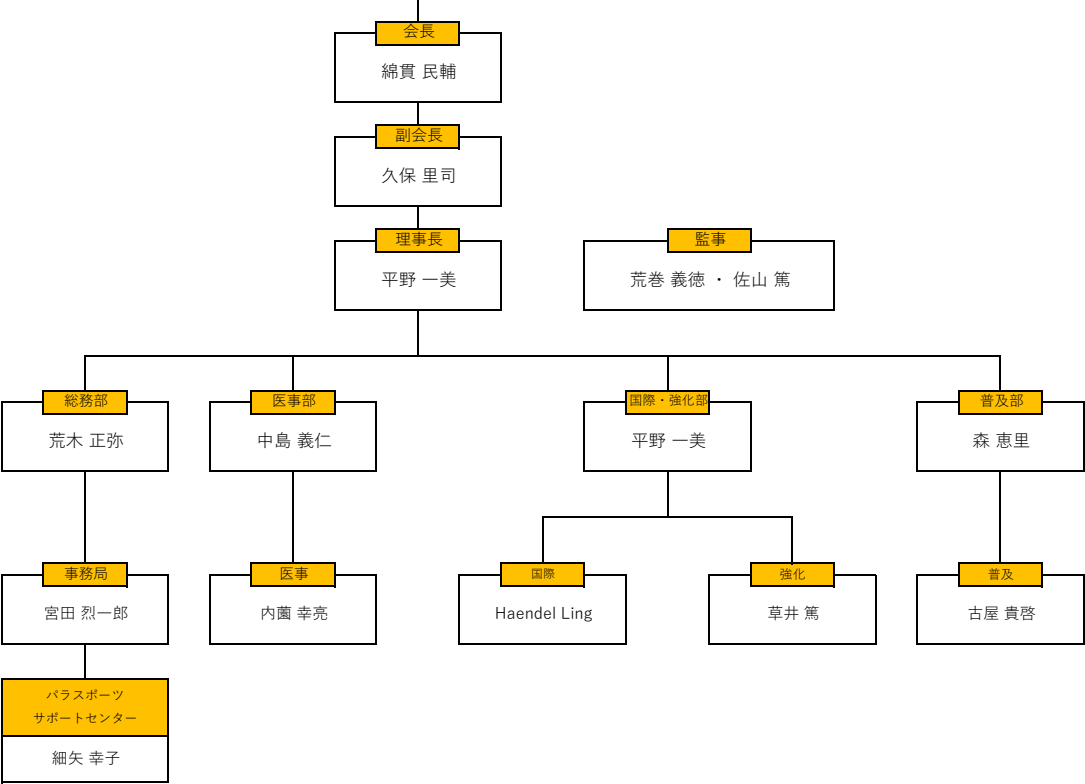 会長
綿貫 民輔
副会長
久保 里司
理事長
平野 一美
監事
荒巻 義徳 ・ 佐山 篤
総務部
荒木 正弥
医事部
中島 義仁
国際・強化部
平野 一美
普及部
森 恵里
事務局
宮田 烈一郎
医事
内薗 幸亮
国際
Haendel Ling
強化
草井 篤
普及
古屋 貴啓
パラスポーツ
サポートセンター
細矢 幸子